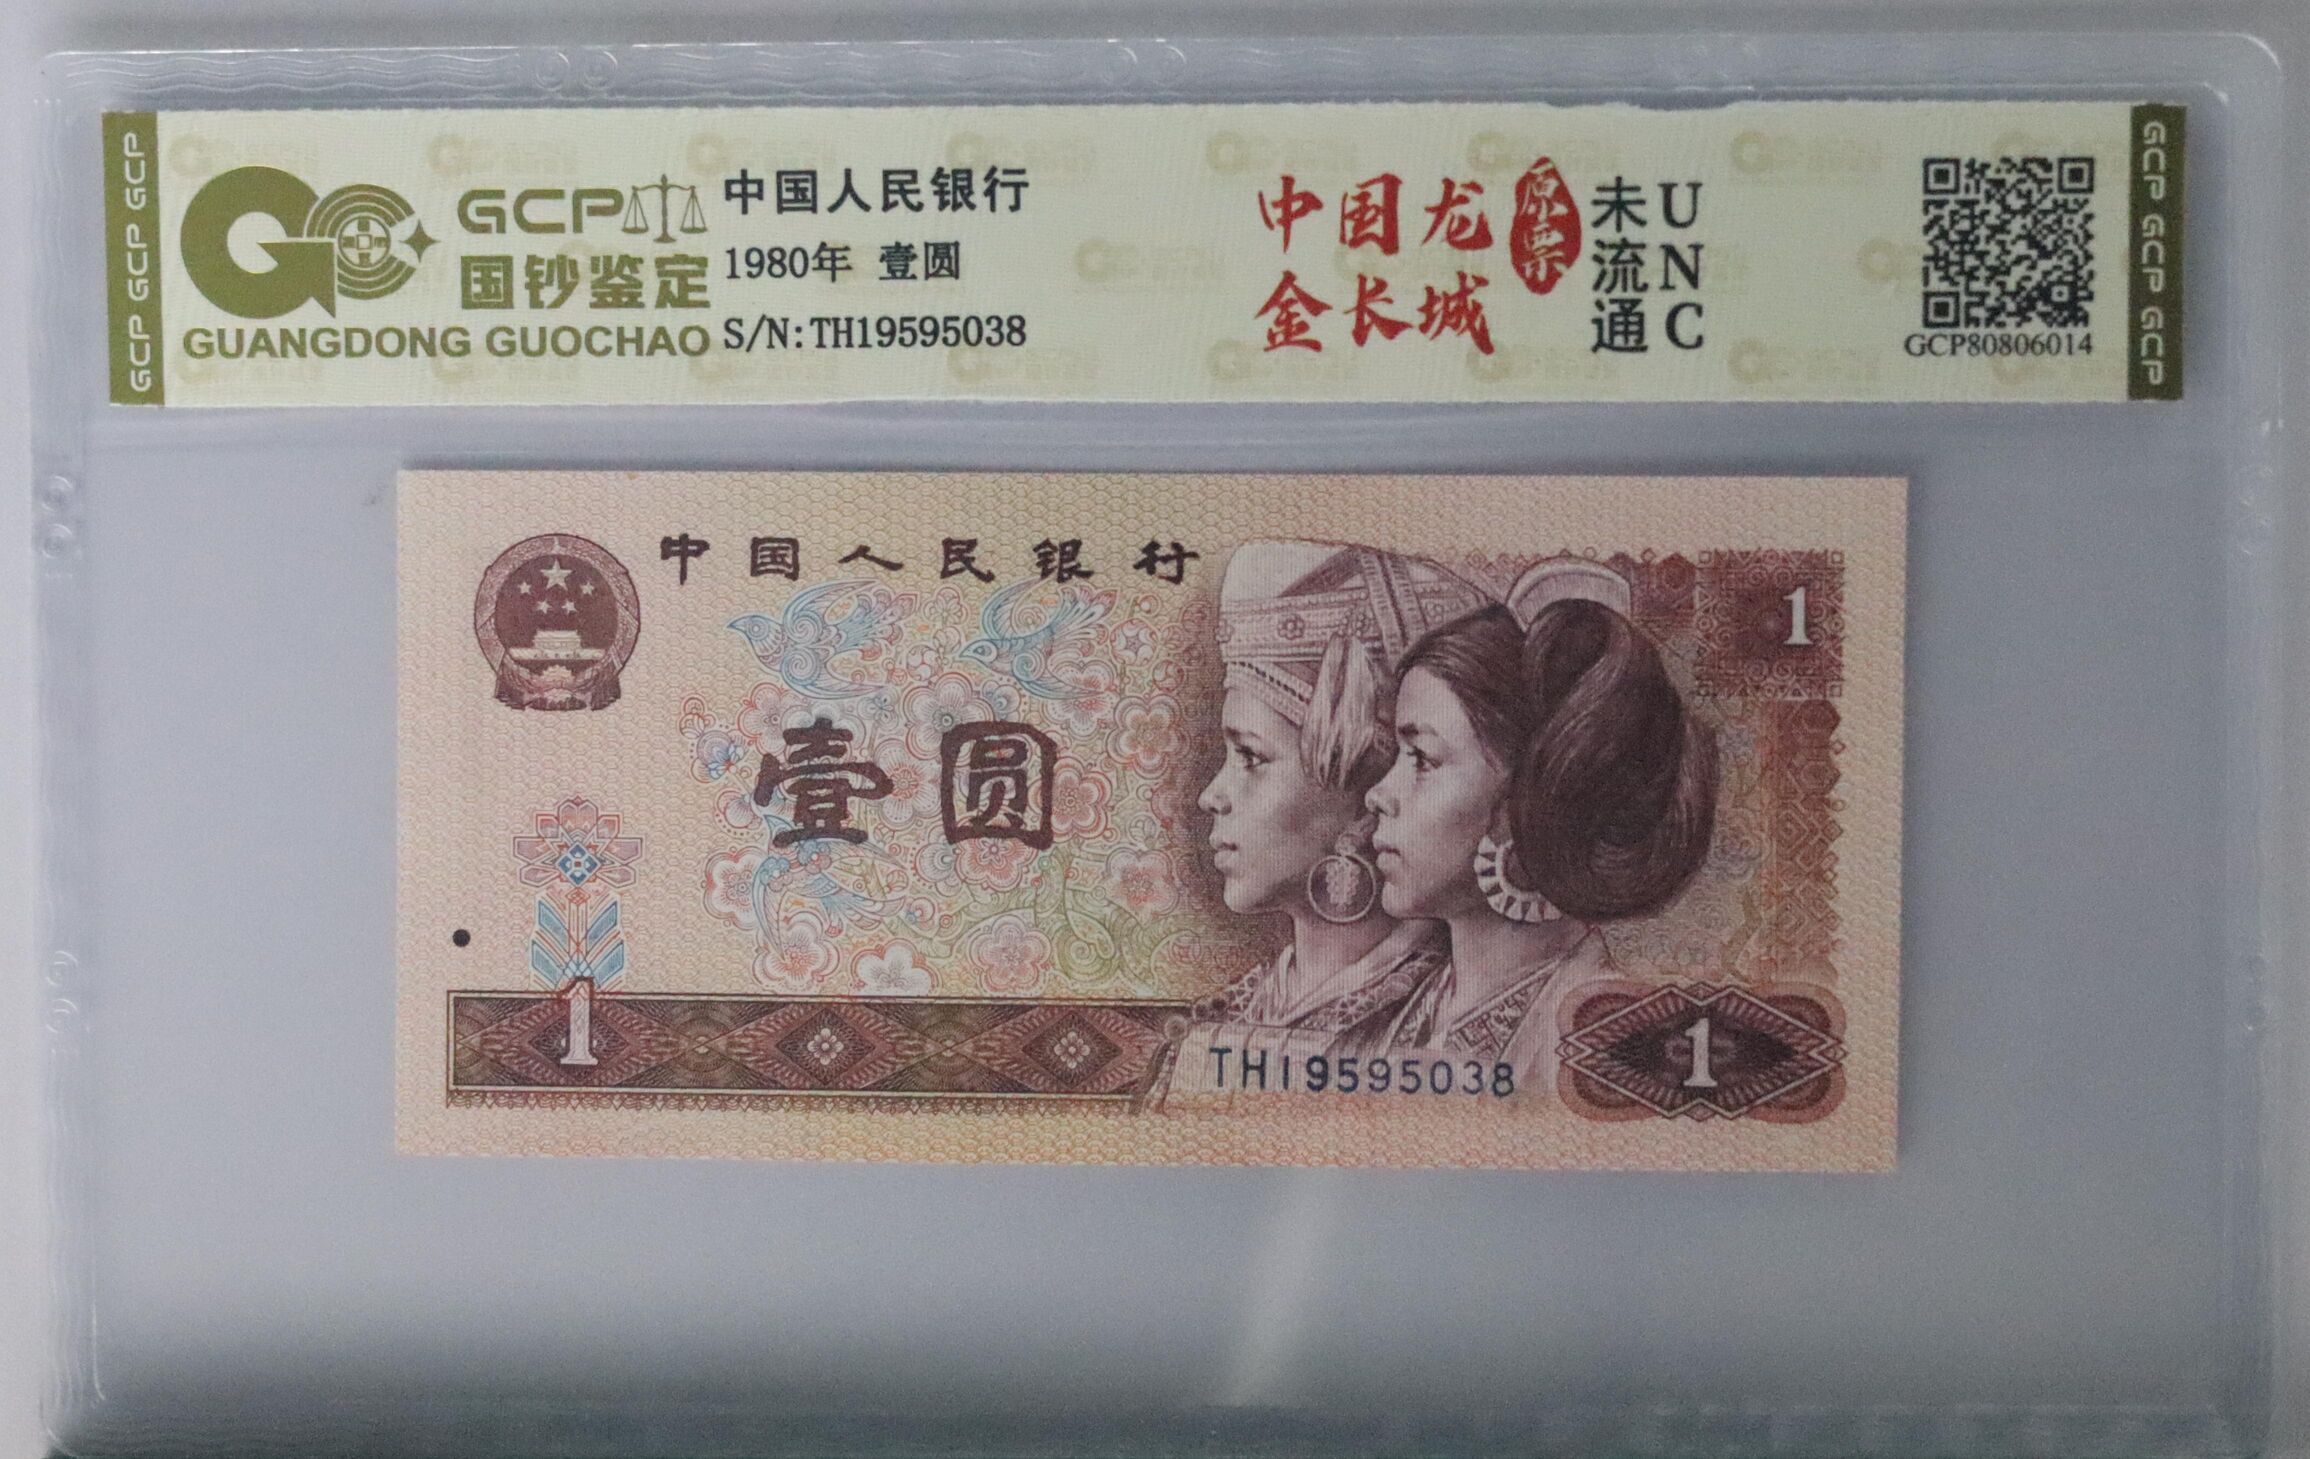 GCP GCP GCP
GCP
国钞鉴定
GUANGDONG GUOCHAO
中国人民银行
1980年 壹圆
S/N:TH19595038
中国龙
金长城
原票
未流通
UNC
GCP80806014
GCP GCP GCP
中国人民银行
1
壹圆
1
TH19595038
1